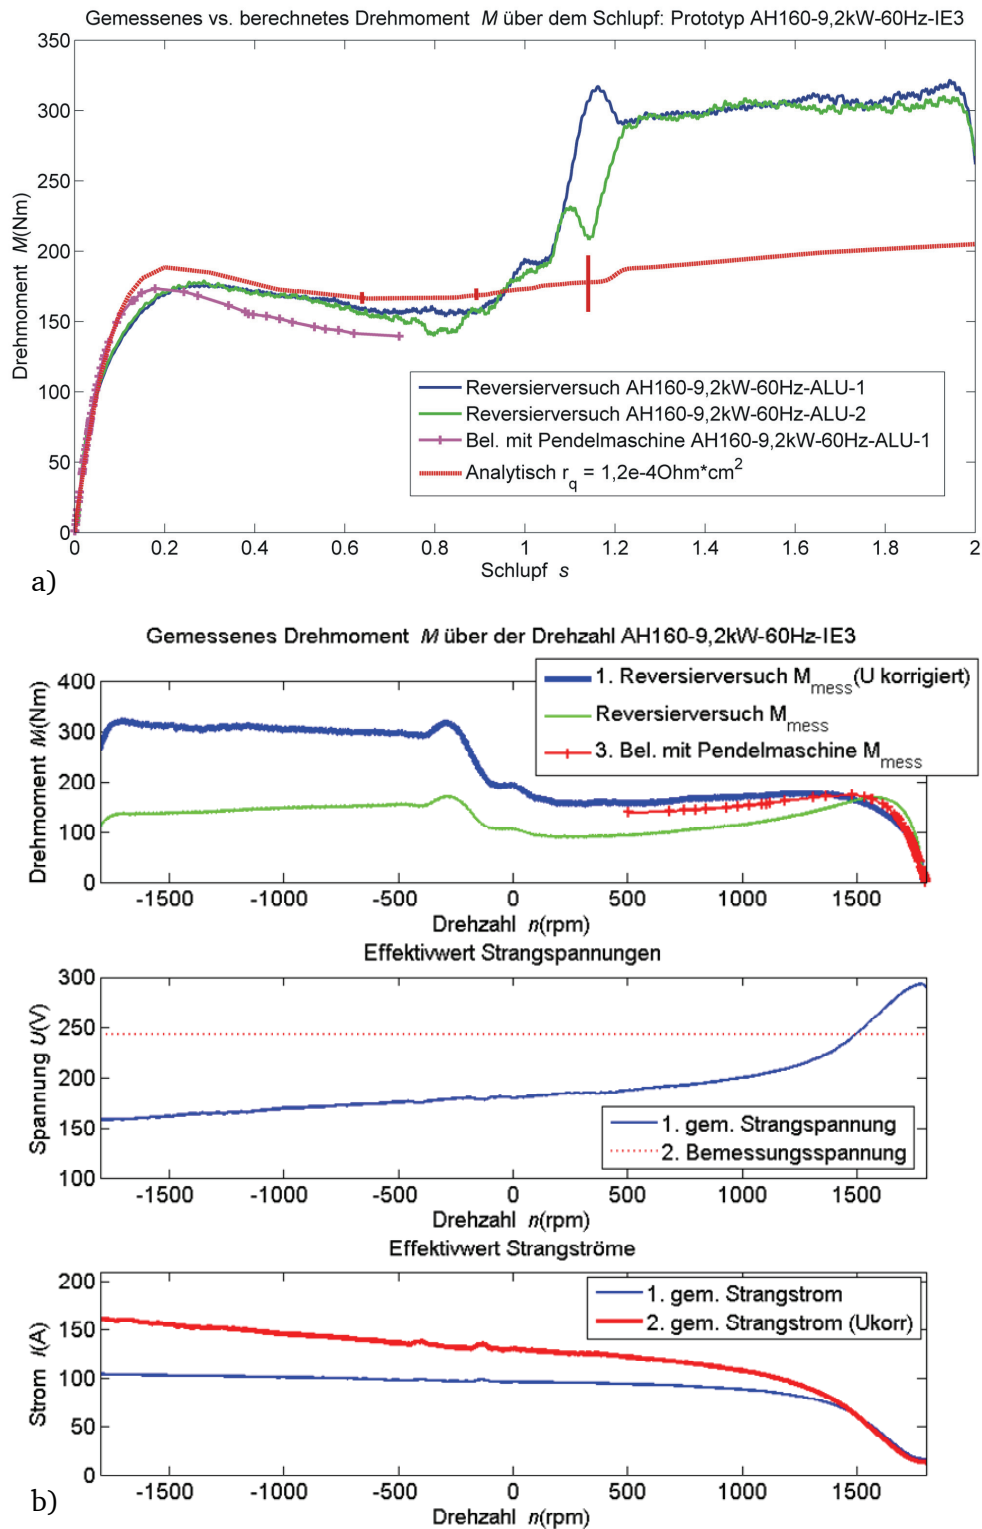 Gemessenes vs. berechnetes Drehmoment M über dem Schlupf: Prototyp AH160-9,2kW-60Hz-IE3
350
300
250
200
150
100
50
0
Drehmoment M(Nm)
0 0.2 0.4 0.6 0.8 1 1.2 1.4 1.6 1.8 2
Schlupf s
Reversierversuch AH160-9,2kW-60Hz-ALU-1
Reversierversuch AH160-9,2kW-60Hz-ALU-2
Bel. mit Pendelmaschine AH160-9,2kW-60Hz-ALU-1
Analytisch r_q = 1,2e-4Ohm*cm²
a)
Gemessenes Drehmoment M über der Drehzahl AH160-9,2kW-60Hz-IE3
400
300
200
100
0
Drehmoment M(Nm)
1. Reversierversuch M_mess(U korrigiert)
Reversierversuch M_mess
3. Bel. mit Pendelmaschine M_mess
-1500 -1000 -500 0 500 1000 1500
Drehzahl n(rpm)
Effektivwert Strangspannungen
300
250
200
150
100
Spannung U(V)
1. gem. Strangspannung
2. Bemessungsspannung
-1500 -1000 -500 0 500 1000 1500
Drehzahl n(rpm)
Effektivwert Strangströme
200
150
100
50
0
Strom I(A)
1. gem. Strangstrom
2. gem. Strangstrom (Ukorr)
-1500 -1000 -500 0 500 1000 1500
Drehzahl n(rpm)
b)